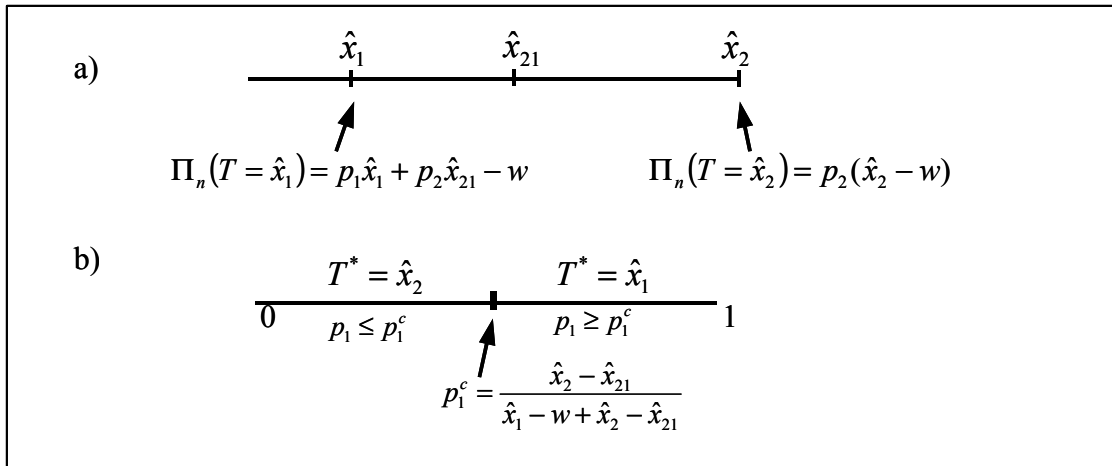 a)
x̂₁ x̂₂₁ x̂₂
Πₙ(T = x̂₁) = p₁x̂₁ + p₂x̂₂₁ − w Πₙ(T = x̂₂) = p₂(x̂₂ − w)
b)
T* = x̂₂ T* = x̂₁
0 p₁ ≤ p₁ᶜ p₁ ≥ p₁ᶜ 1
p₁ᶜ = (x̂₂ − x̂₂₁) / (x̂₁ − w + x̂₂ − x̂₂₁)